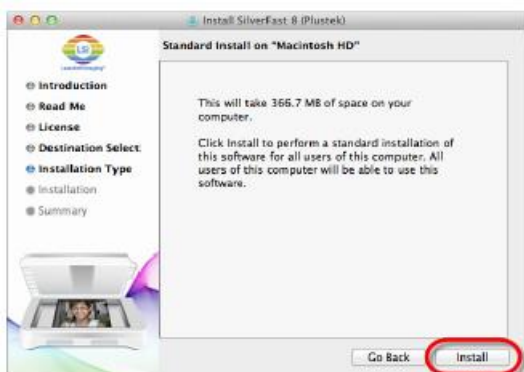 Install SilverFast 8 (Plustek)
LSI
LaserSoftImaging
Standard Install on "Macintosh HD"
Introduction
Read Me
License
Destination Select
Installation Type
Installation
Summary
This will take 366.7 MB of space on your
computer.
Click Install to perform a standard installation of
this software for all users of this computer. All
users of this computer will be able to use this
software.
Go Back
Install